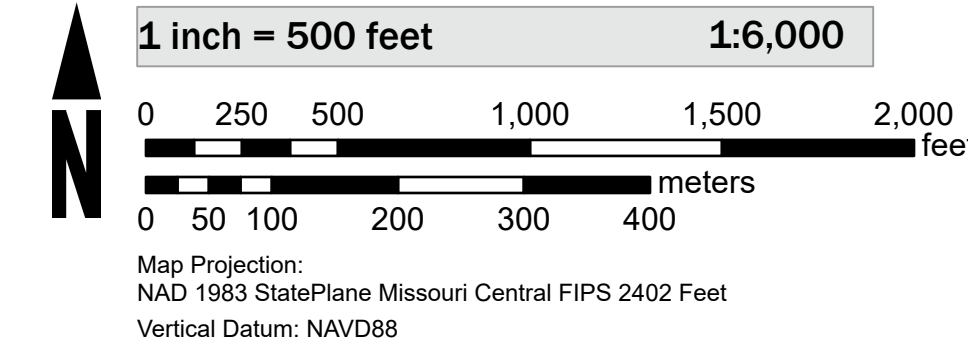 1 inch = 500 feet 1:6,000
0 250 500 1,000 1,500 2,000
feet
meters
0 50 100 200 300 400
N
Map Projection:
NAD 1983 StatePlane Missouri Central FIPS 2402 Feet
Vertical Datum: NAVD88